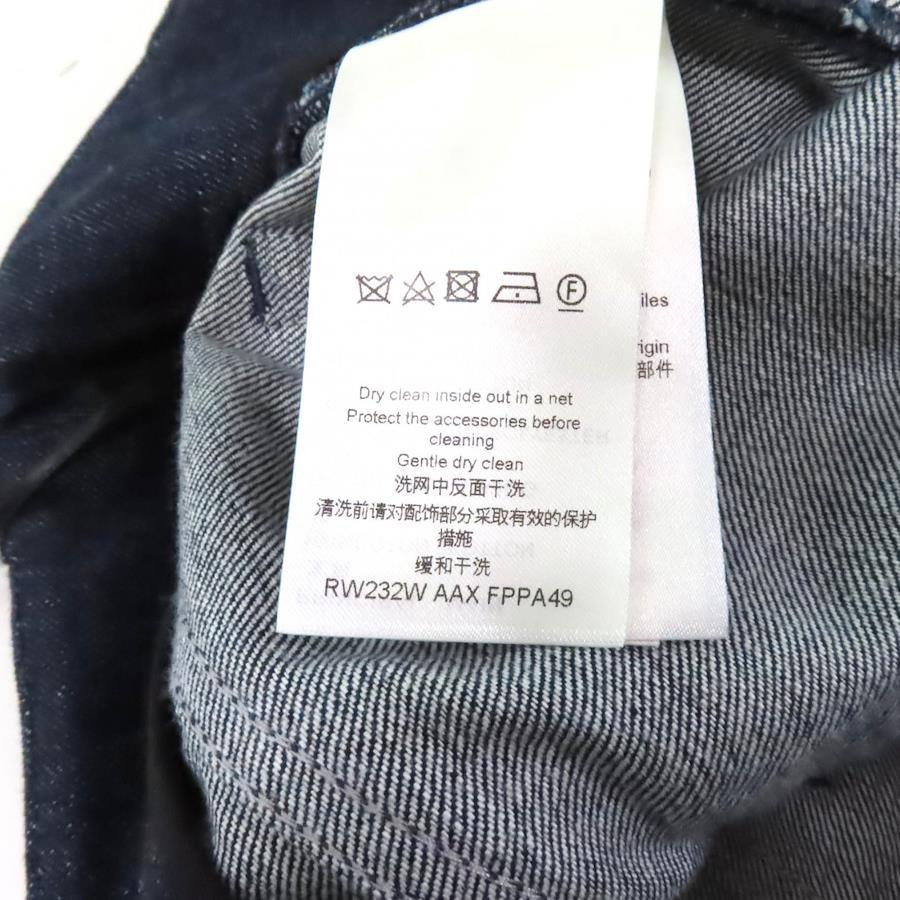 F
iles
rigin
部件
Dry clean inside out in a net
Protect the accessories before
cleaning
Gentle dry clean
洗网中反面干洗
清洗前请对配饰部分采取有效的保护
措施
缓和干洗
RW232W AAX FPPA49